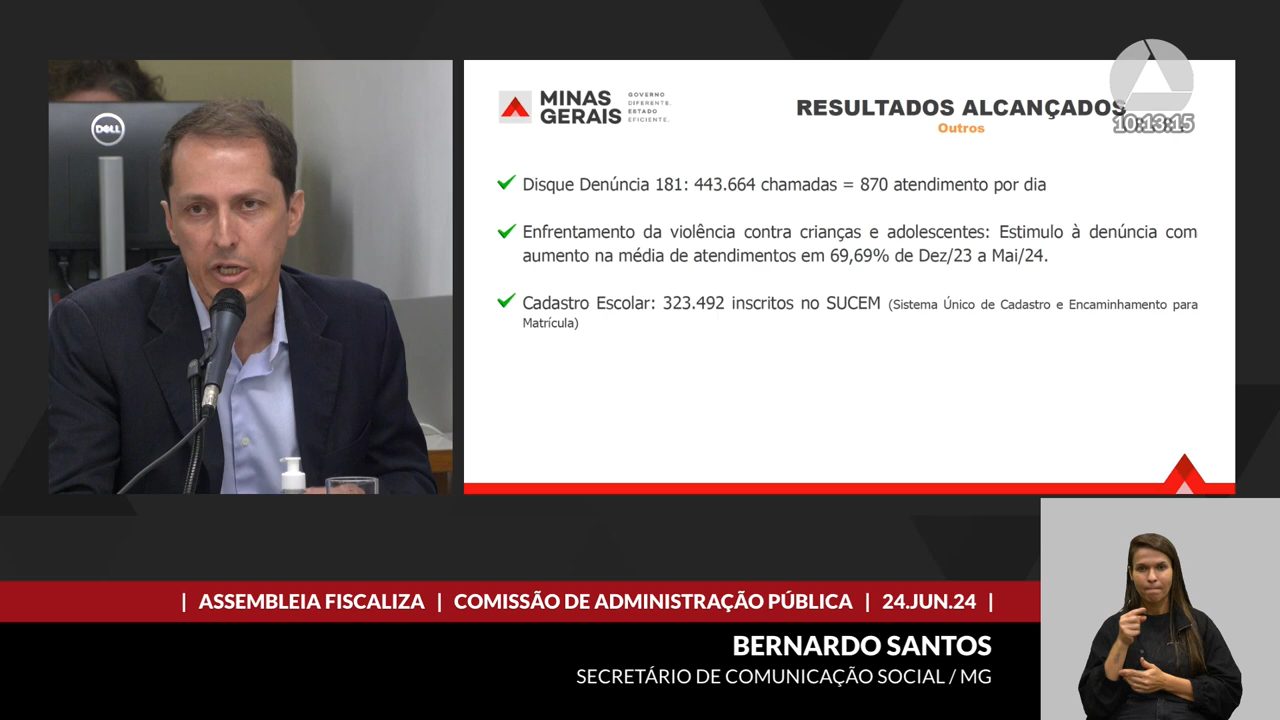 DELL
MINAS
GERAIS
GOVERNO
DIFERENTE.
ESTADO
EFICIENTE.
RESULTADOS ALCANÇADOS
Outros
10:13:15
Disque Denúncia 181: 443.664 chamadas = 870 atendimento por dia
Enfrentamento da violência contra crianças e adolescentes: Estimulo à denúncia com
aumento na média de atendimentos em 69,69% de Dez/23 a Mai/24.
Cadastro Escolar: 323.492 inscritos no SUCEM (Sistema Único de Cadastro e Encaminhamento para
Matrícula)
| ASSEMBLEIA FISCALIZA | COMISSÃO DE ADMINISTRAÇÃO PÚBLICA | 24.JUN.24 |
BERNARDO SANTOS
SECRETÁRIO DE COMUNICAÇÃO SOCIAL / MG